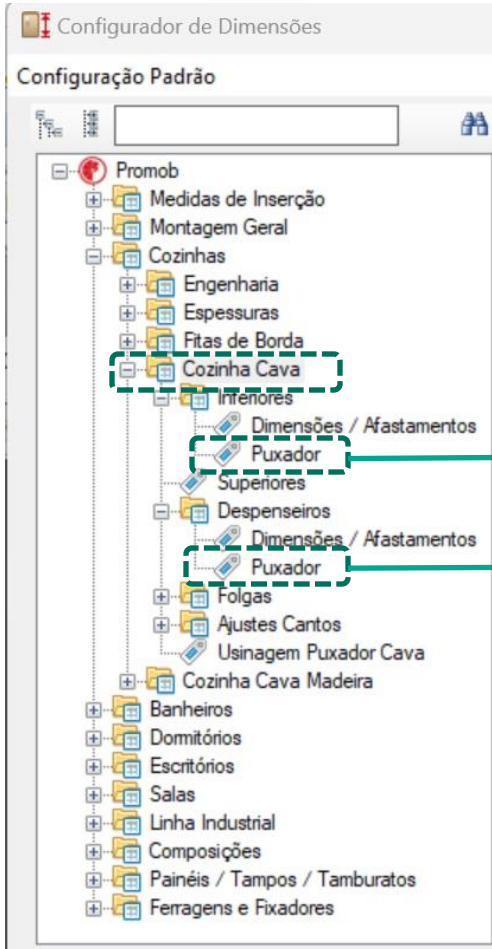 Configurador de Dimensões
Configuração Padrão
Promob
Medidas de Inserção
Montagem Geral
Cozinhas
Engenharia
Espessuras
Fitas de Borda
Cozinha Cava
Inferiores
Dimensões / Afastamentos
Puxador
Superiores
Despenseiros
Dimensões / Afastamentos
Puxador
Folgas
Ajustes Cantos
Usinagem Puxador Cava
Cozinha Cava Madeira
Banheiros
Dormitórios
Escritórios
Salas
Linha Industrial
Composições
Painéis / Tampos / Tamburatos
Ferragens e Fixadores